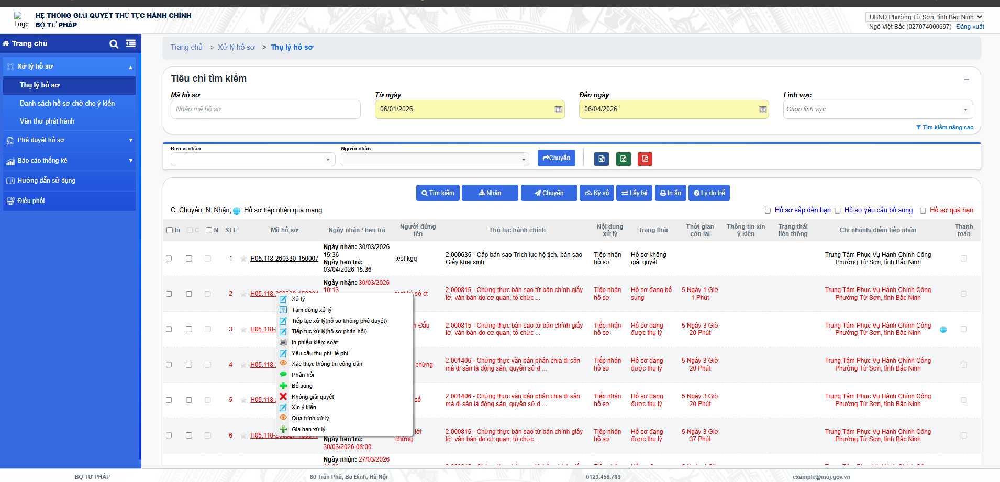 HỆ THỐNG GIẢI QUYẾT THỦ TỤC HÀNH CHÍNH
BỘ TƯ PHÁP
Logo
UBND Phường Từ Sơn, tỉnh Bắc Ninh
Ngô Việt Bắc (027074000697) Đăng xuất
Trang chủ
Xử lý hồ sơ
Thụ lý hồ sơ
Danh sách hồ sơ chờ cho ý kiến
Văn thư phát hành
Phê duyệt hồ sơ
Báo cáo thống kê
Hướng dẫn sử dụng
Điều phối
Trang chủ > Xử lý hồ sơ > Thụ lý hồ sơ
Tiêu chí tìm kiếm
Mã hồ sơ Từ ngày Đến ngày Lĩnh vực
Nhập mã hồ sơ 06/01/2026 06/04/2026 Chọn lĩnh vực
Tìm kiếm nâng cao
Đơn vị nhận Người nhận
Chuyển
Tìm kiếm Nhận Chuyển Ký số Lấy lại In ấn Lý do trễ
C: Chuyển; N: Nhận; : Hồ sơ tiếp nhận qua mạng
Hồ sơ sắp đến hạn Hồ sơ yêu cầu bổ sung Hồ sơ quá hạn
In C N STT Mã hồ sơ Ngày nhận / hẹn trả Người đứng tên Thủ tục hành chính Nội dung xử lý Trạng thái Thời gian còn lại Thông tin xin ý kiến Trạng thái liên thông Chi nhánh/ điểm tiếp nhận Thanh toán
1 H05.118-260330-150007 Ngày nhận: 30/03/2026 15:36 Ngày hẹn trả: 03/04/2026 15:36 test kgq 2.000635 - Cấp bản sao Trích lục hộ tịch, bản sao Giấy khai sinh Tiếp nhận hồ sơ Hồ sơ không giải quyết Trung Tâm Phục Vụ Hành Chính Công Phường Từ Sơn, tỉnh Bắc Ninh
2 H05.118- Ngày nhận: 30/03/2026 10:13 số ct 2.000815 - Chứng thực bản sao từ bản chính giấy tờ, văn bản do cơ quan, tổ chức ... Tiếp nhận hồ sơ Hồ sơ đang bổ sung 5 Ngày 1 Giờ 1 Phút Trung Tâm Phục Vụ Hành Chính Công Phường Từ Sơn, tỉnh Bắc Ninh
3 H05.118- Đẩu 2.000815 - Chứng thực bản sao từ bản chính giấy tờ, văn bản do cơ quan, tổ chức ... Tiếp nhận hồ sơ Hồ sơ đang được thụ lý 5 Ngày 3 Giờ 20 Phút Trung Tâm Phục Vụ Hành Chính Công Phường Từ Sơn, tỉnh Bắc Ninh
4 H05.118- chứng 2.001406 - Chứng thực văn bản phân chia di sản mà di sản là động sản, quyền sử d ... Tiếp nhận hồ sơ Hồ sơ đang được thụ lý 5 Ngày 3 Giờ 20 Phút Trung Tâm Phục Vụ Hành Chính Công Phường Từ Sơn, tỉnh Bắc Ninh
5 H05.118- số 2.001406 - Chứng thực văn bản phân chia di sản mà di sản là động sản, quyền sử d ... Tiếp nhận hồ sơ Hồ sơ đang được thụ lý 5 Ngày 3 Giờ 20 Phút Trung Tâm Phục Vụ Hành Chính Công Phường Từ Sơn, tỉnh Bắc Ninh
6 H05.118- Ngày hẹn trả: 30/03/2026 08:00 lời chứng 2.000815 - Chứng thực bản sao từ bản chính giấy tờ, văn bản do cơ quan, tổ chức ... Tiếp nhận hồ sơ Hồ sơ đang được thụ lý 5 Ngày 3 Giờ 37 Phút Trung Tâm Phục Vụ Hành Chính Công Phường Từ Sơn, tỉnh Bắc Ninh
Ngày nhận: 27/03/2026
Xử lý
Tạm dừng xử lý
Tiếp tục xử lý(hồ sơ không phê duyệt)
Tiếp tục xử lý(hồ sơ phản hồi)
In phiếu kiểm soát
Yêu cầu thu phí, lệ phí
Xác thực thông tin công dân
Phản hồi
Bổ sung
Không giải quyết
Xin ý kiến
Quá trình xử lý
Gia hạn xử lý
BỘ TƯ PHÁP 60 Trần Phú, Ba Đình, Hà Nội 0123.456.789 example@moj.gov.vn